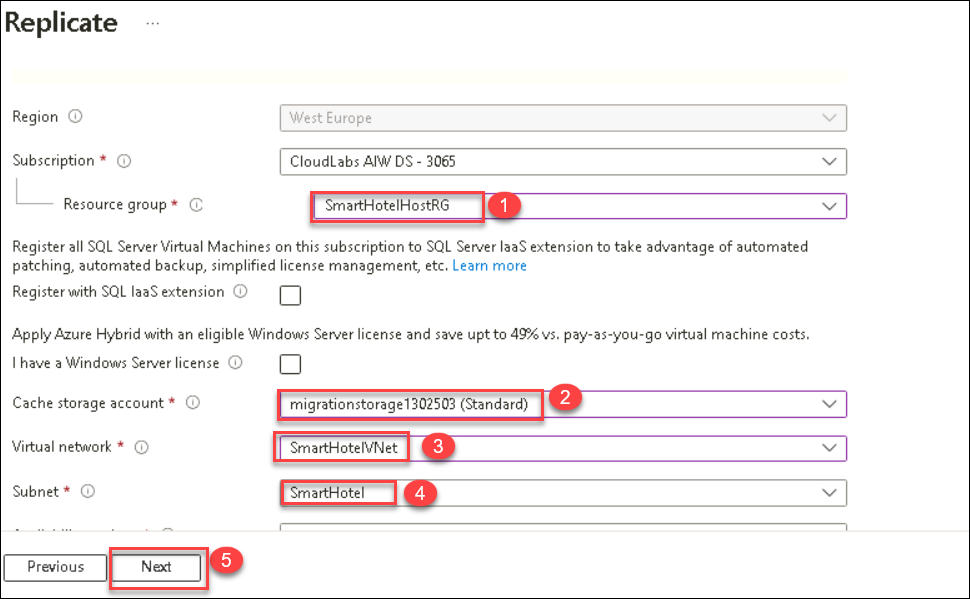 Replicate ...
Region
West Europe
Subscription *
CloudLabs AIW DS - 3065
Resource group *
SmartHotelHostRG
1
Register all SQL Server Virtual Machines on this subscription to SQL Server IaaS extension to take advantage of automated
patching, automated backup, simplified license management, etc. Learn more
Register with SQL IaaS extension
Apply Azure Hybrid with an eligible Windows Server license and save upt to 49% vs. pay-as-you-go virtual machine costs.
I have a Windows Server license
Cache storage account *
migrationstorage1302503 (Standard)
2
Virtual network *
SmartHotelVNet
3
Subnet *
SmartHotel
4
Previous
Next
5